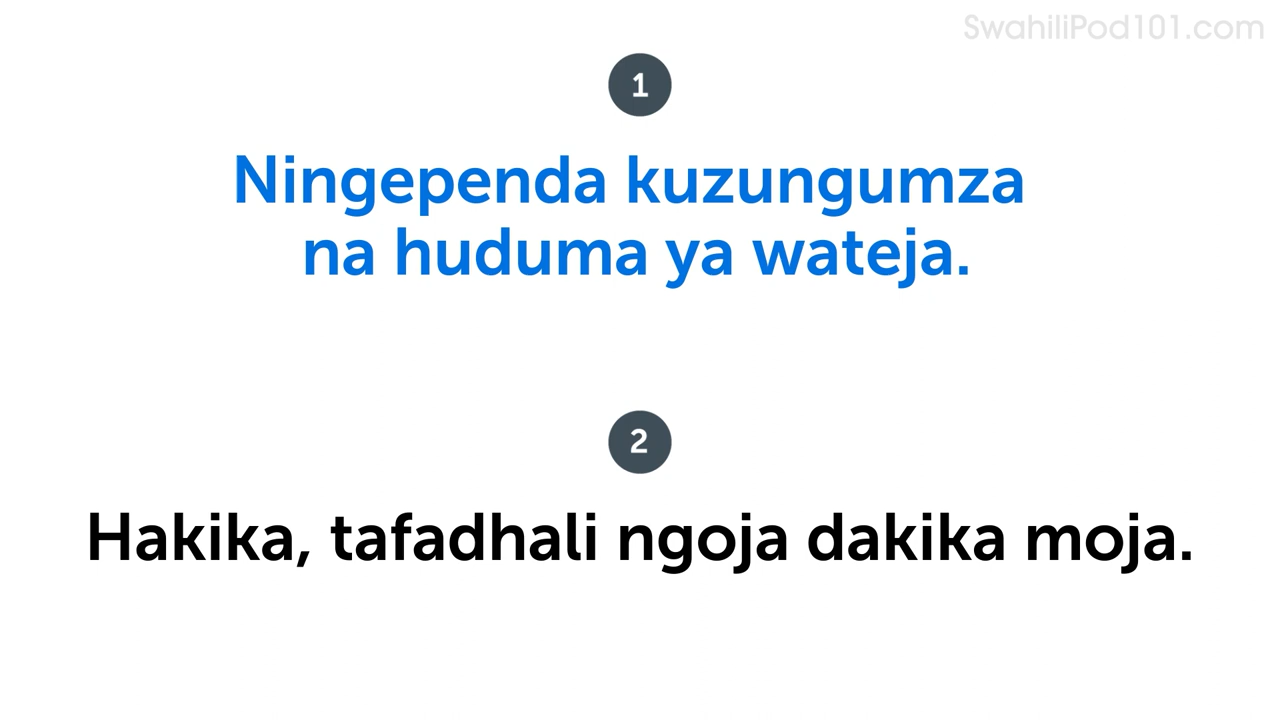 SwahiliPod101.com
1
Ningependa kuzungumza
na huduma ya wateja.
2
Hakika, tafadhali ngoja dakika moja.